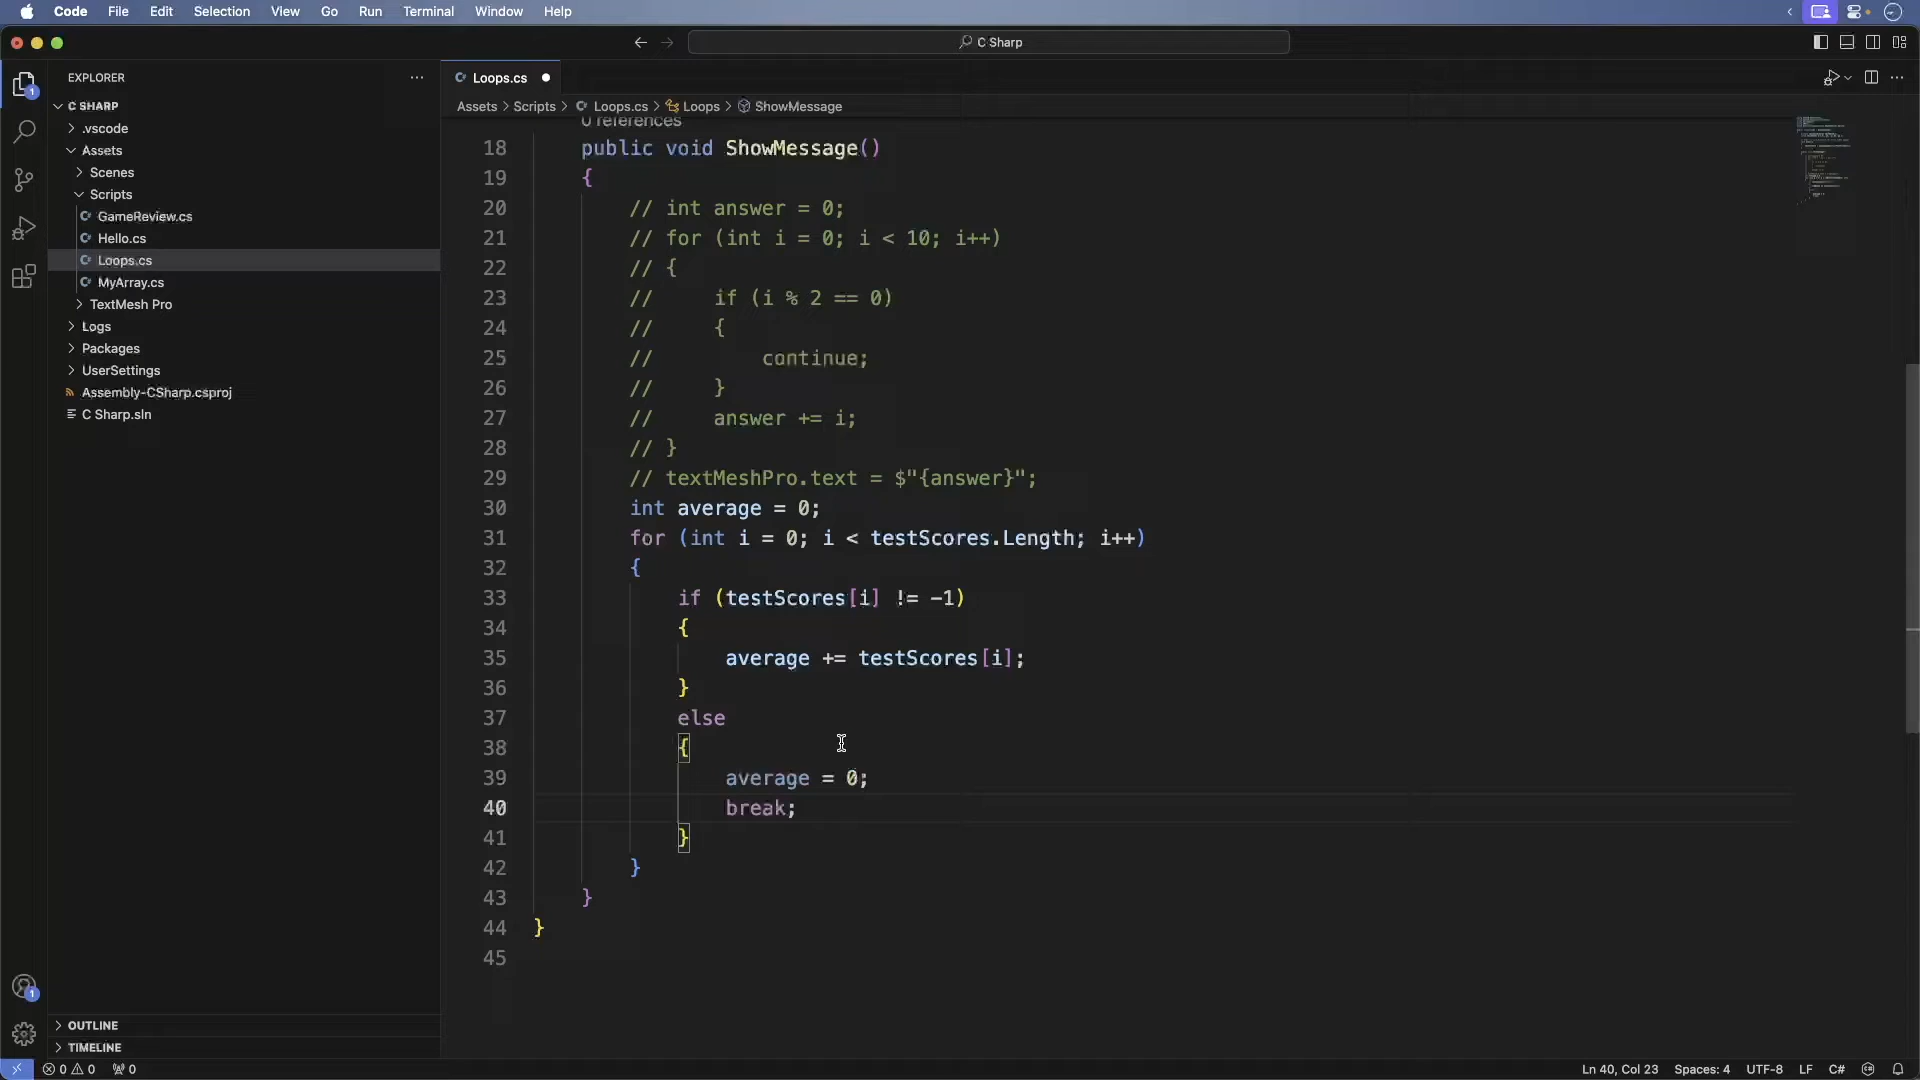 Code File Edit Selection View Go Run Terminal Window Help
C Sharp
EXPLORER
Loops.cs
Assets > Scripts > Loops.cs > Loops > ShowMessage
C SHARP
.vscode
Assets
Scenes
Scripts
GameReview.cs
Hello.cs
Loops.cs
MyArray.cs
TextMesh Pro
Logs
Packages
UserSettings
Assembly-CSharp.csproj
C Sharp.sln
OUTLINE
TIMELINE
0 references
18 public void ShowMessage()
19 {
20 // int answer = 0;
21 // for (int i = 0; i < 10; i++)
22 // {
23 //     if (i % 2 == 0)
24 //     {
25 //         continue;
26 //     }
27 //     answer += i;
28 // }
29 // textMeshPro.text = $"{answer}";
30 int average = 0;
31 for (int i = 0; i < testScores.Length; i++)
32 {
33 if (testScores[i] != -1)
34 {
35 average += testScores[i];
36 }
37 else
38 {
39 average = 0;
40 break;
41 }
42 }
43 }
44 }
45
1
1
0 0 0 Ln 40, Col 23 Spaces: 4 UTF-8 LF C#